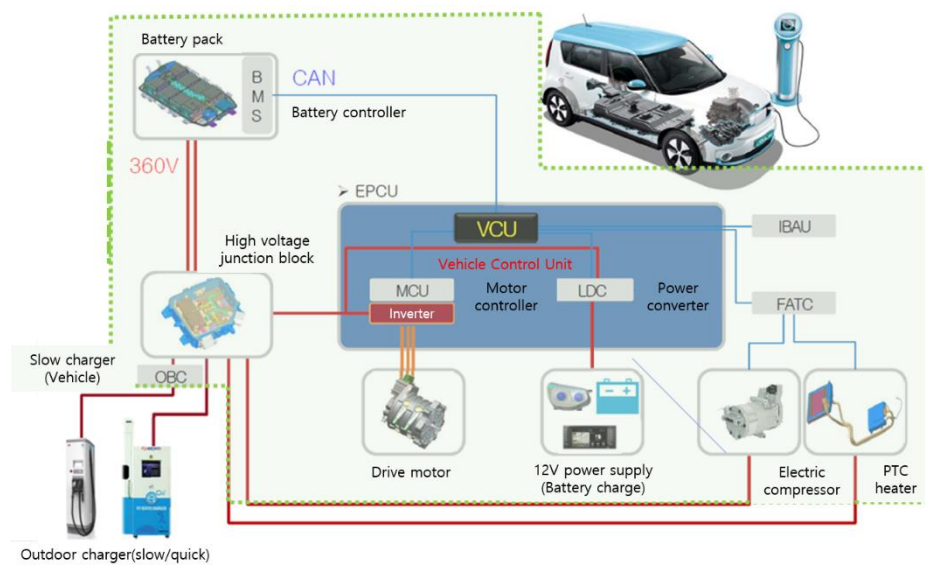 Battery pack
B
M
S
CAN
Battery controller
360V
➢ EPCU
VCU
IBAU
High voltage
junction block
Vehicle Control Unit
MCU
Motor
controller
LDC
Power
converter
Inverter
FATC
Slow charger
(Vehicle)
OBC
Drive motor
12V power supply
(Battery charge)
Electric
compressor
PTC
heater
Outdoor charger(slow/quick)